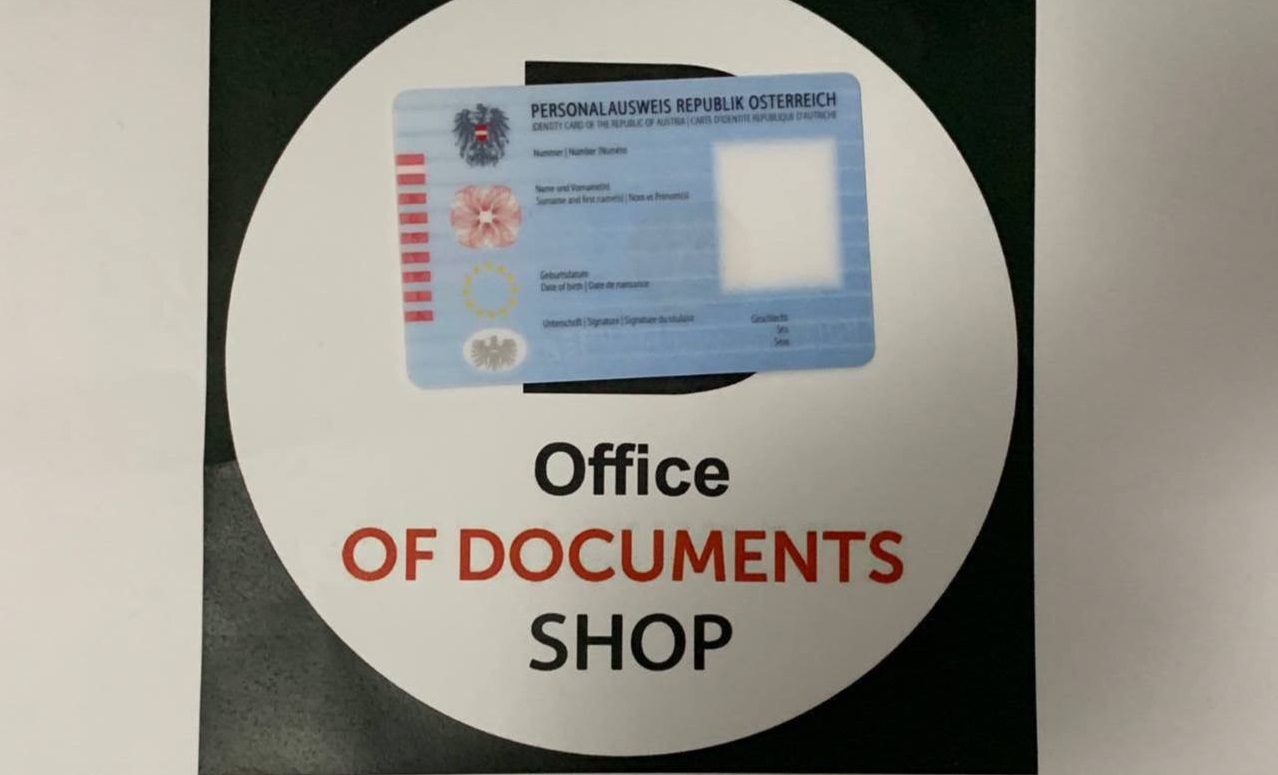 PERSONALAUSWEIS REPUBLIK OSTERREICH
IDENTITY CARD OF THE REPUBLIC OF AUSTRIA | CARTE D'IDENTITE REPUBLIQUE D'AUTRICHE
Nummer | Number |Numéro
Name und Vorname(n)
Surname and first name(s) | Nom et Prenom(s)
Geburtsdatum
Date of birth | Date de naissance
Unterschrift | Signature | Signature du titulaire
Geschlecht
Sex
Sexe
Office
OF DOCUMENTS
SHOP